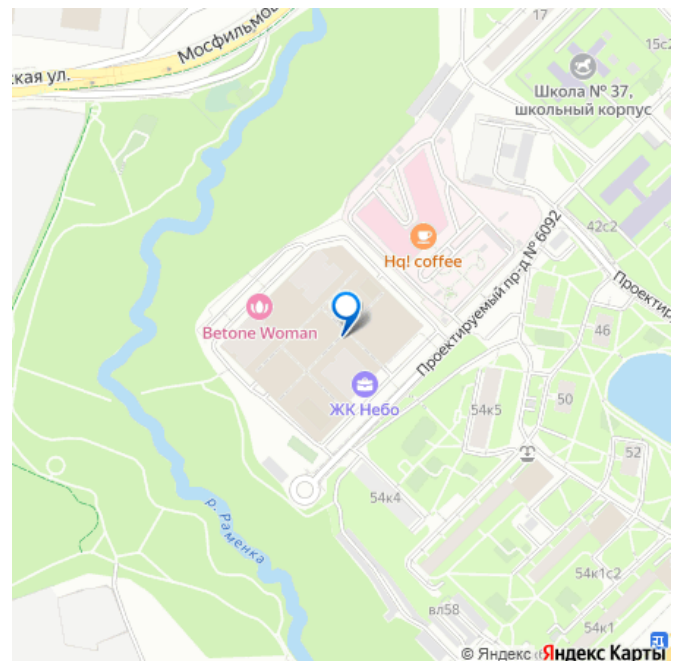 17
15с2
Мосфильмов
ская ул.
Школа № 37,
школьный корпус
42с2
Hq! coffee
Проектируемый пр-д № 6092
Проектир
Betone Woman
46
ЖК Небо
50
54к5
52
54к4
р. Раменка
54к1с2
вл58
54к1
© Яндекс
Яндекс Карты